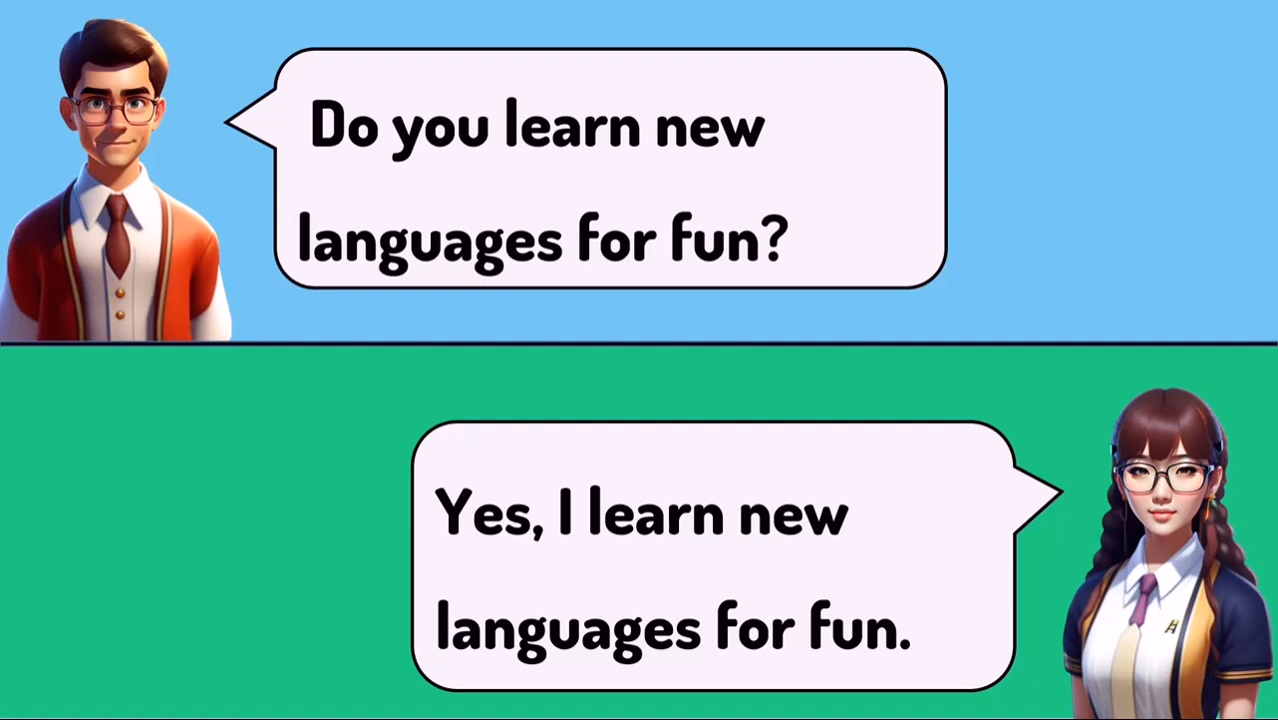 Do you learn new
languages for fun?
Yes, I learn new
languages for fun.